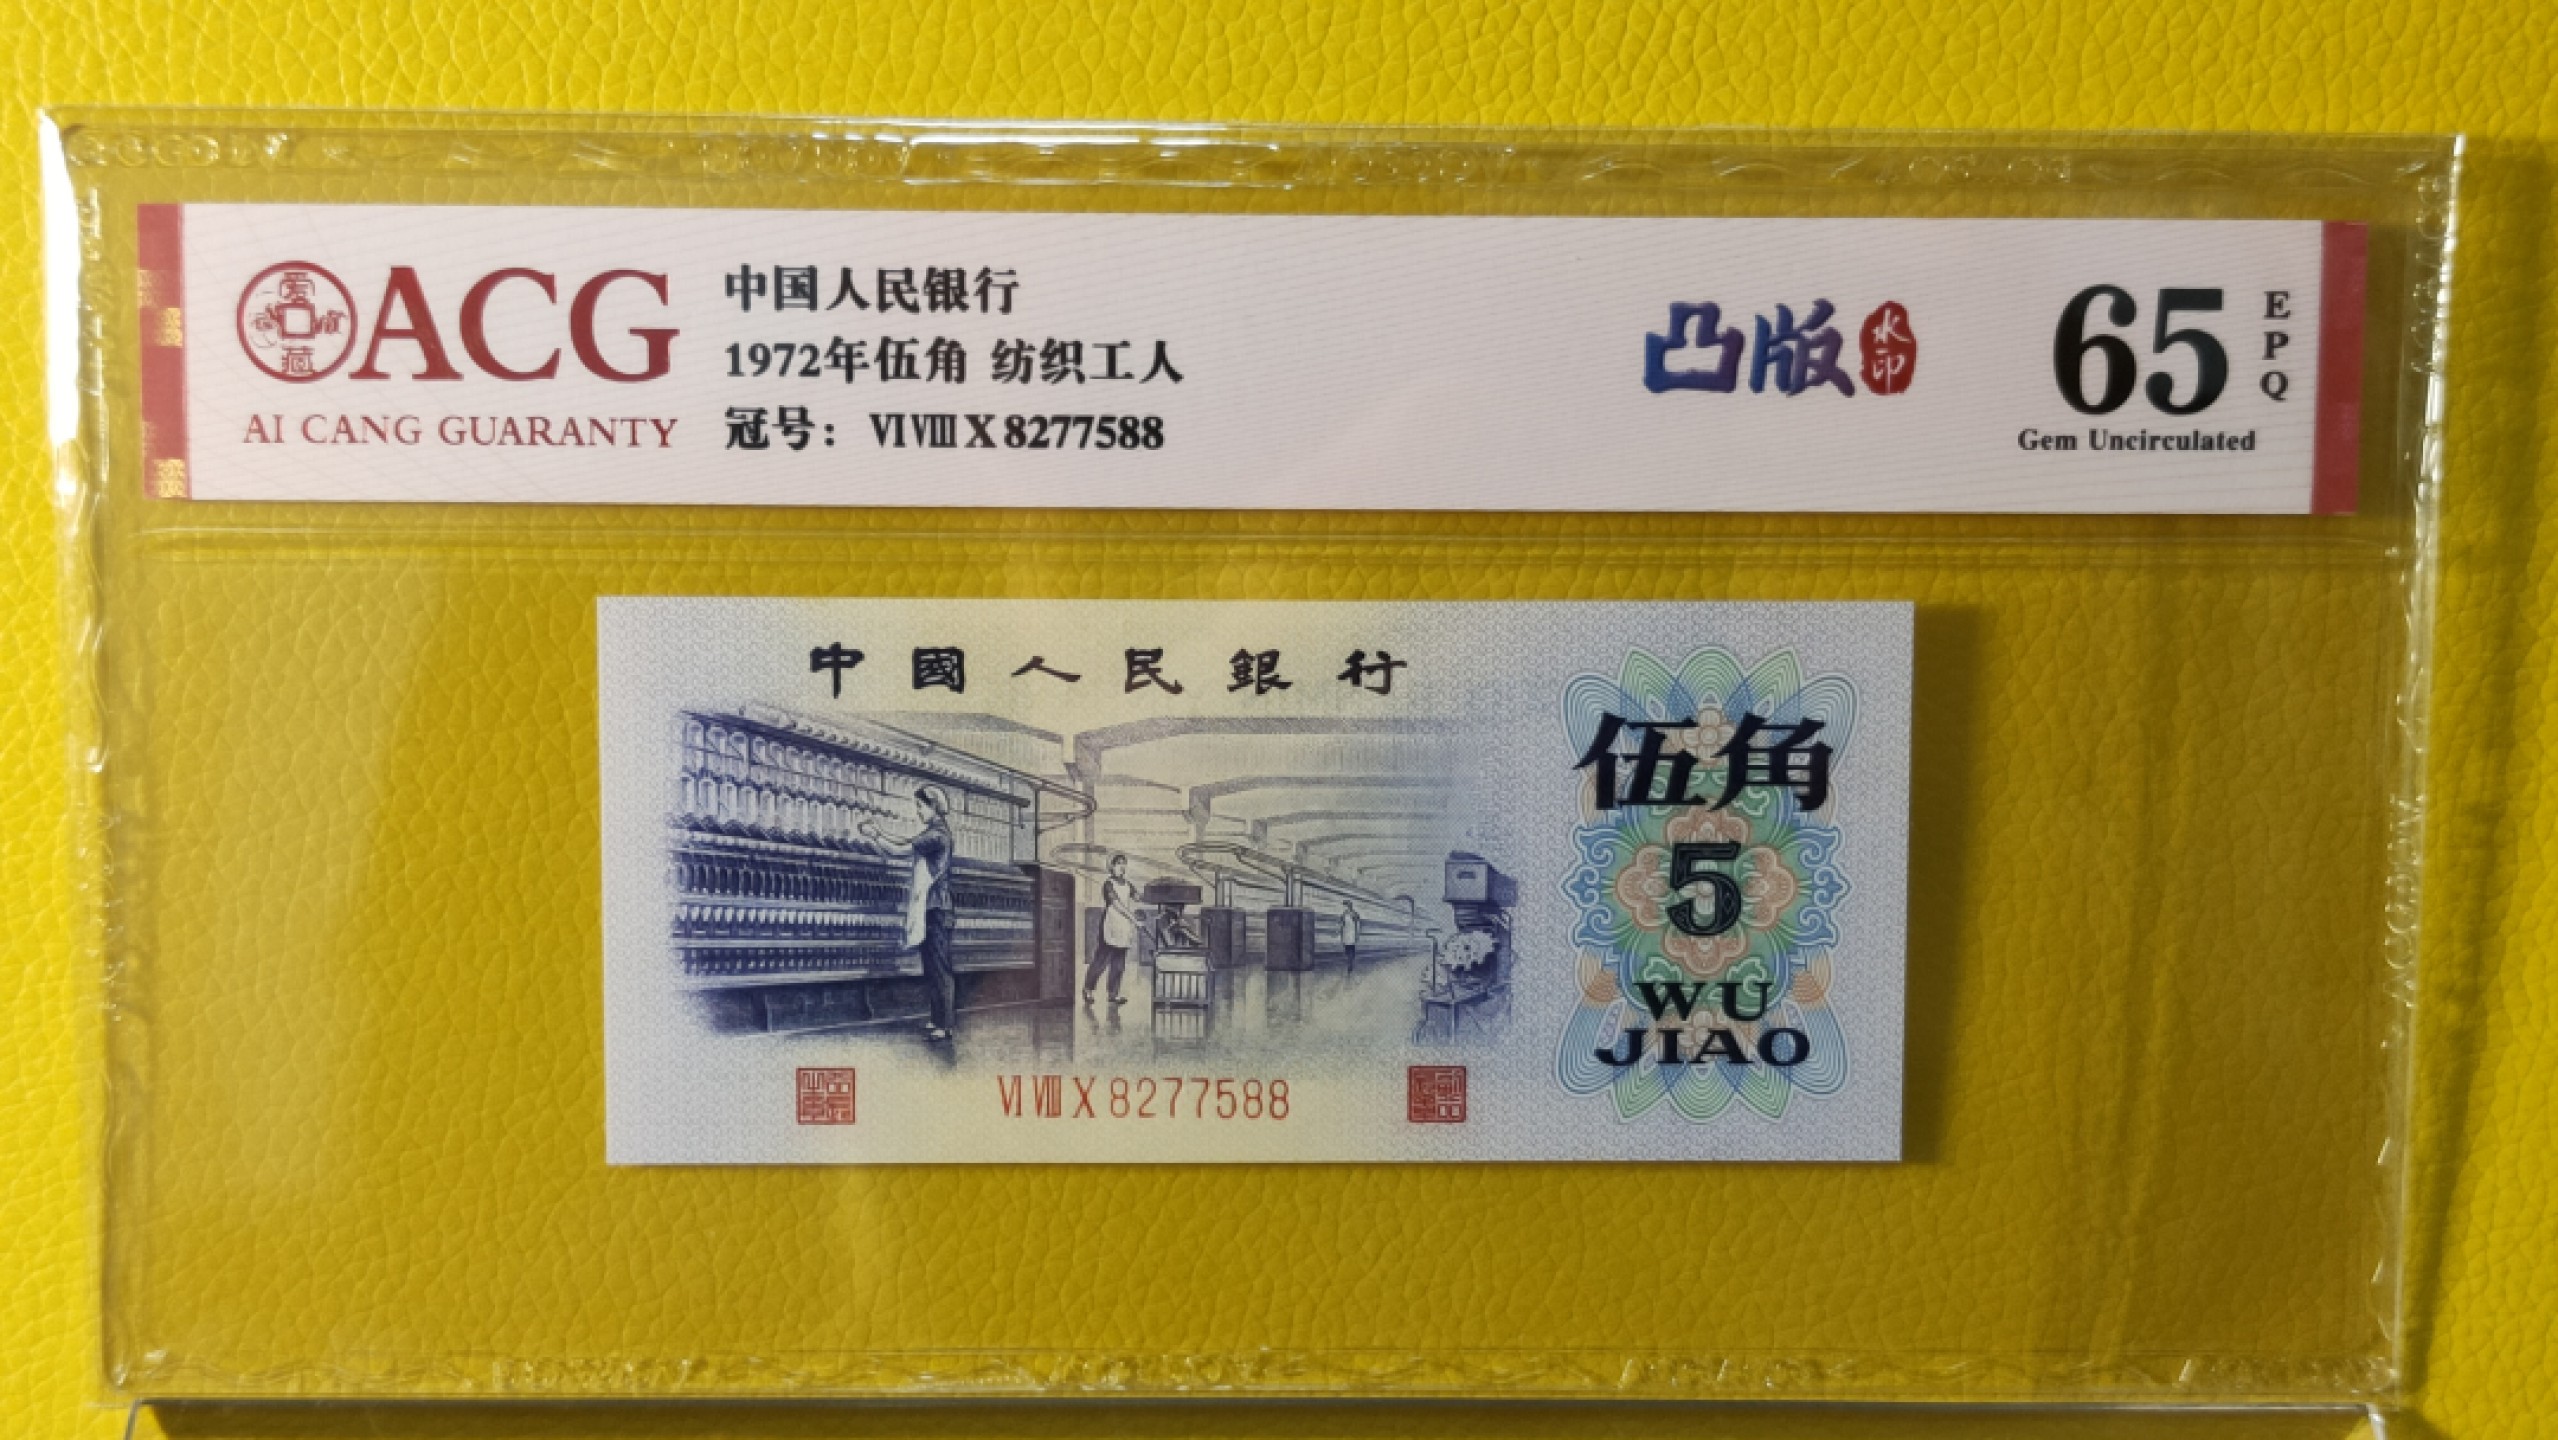 爱藏
ACG
AI CANG GUARANTY
中国人民银行
1972年伍角 纺织工人
冠号：ⅥⅧⅩ8277588
凸版
水印
65
EPQ
Gem Uncirculated
中國人民銀行
伍角
5
WU
JIAO
ⅥⅧⅩ8277588